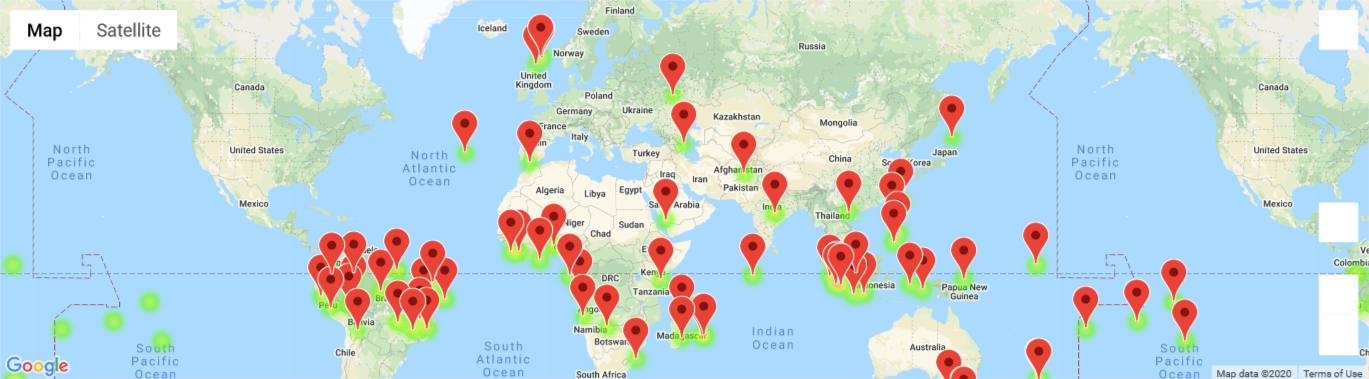 Map
Satellite
Finland
Iceland
Sweden
Russia
Norway
Canada
Canada
United
Kingdom
Poland
Germany
Ukraine
Kazakhstan
Mongolia
France
Italy
North
Pacific
Ocean
United States
North
Atlantic
Ocean
Turkey
China
Japan
North
Pacific
Ocean
United States
Iraq
Iran
Afghanistan
Pakistan
Algeria
Libya
Egypt
Mexico
Mexico
Thailand
Niger
Chad
Sudan
DRC
Tanzania
Papua New
Guinea
Peru
Bolivia
Namibia
Botswana
Madagascar
Indian
Ocean
Chile
South
Pacific
Ocean
South
Atlantic
Ocean
Australia
South
Pacific
Ocean
Colombia
South Africa
Google
Map data ©2020
Terms of Use